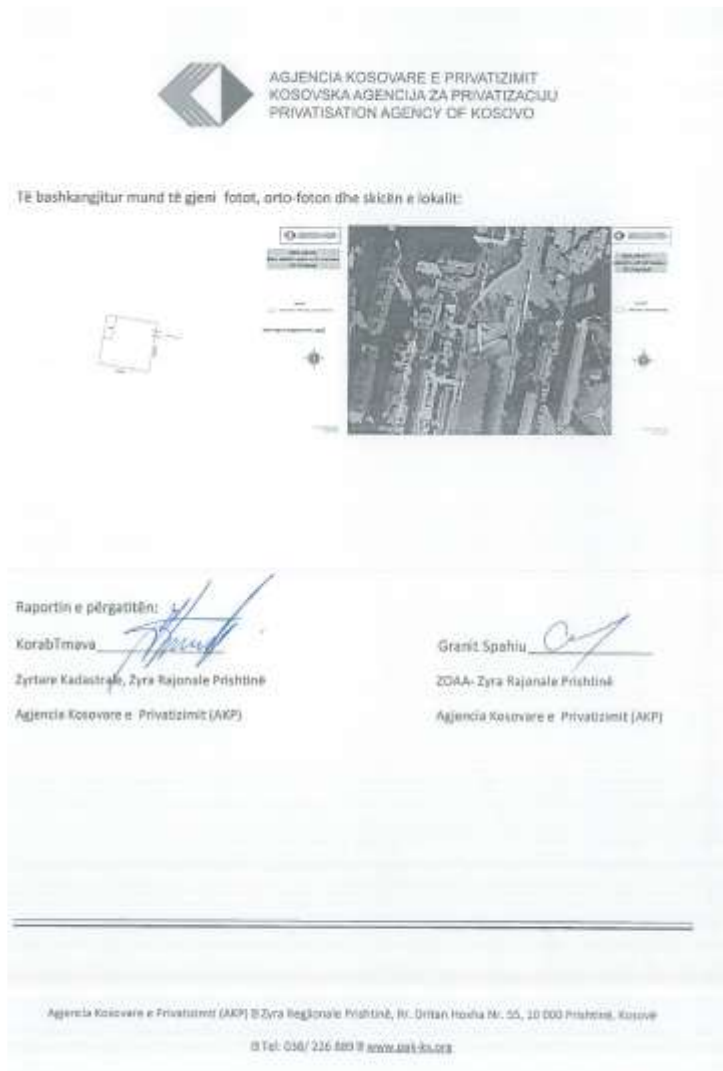 AGJENCIA KOSOVARE E PRIVATIZIMIT
KOSOVSKA AGENCIJA ZA PRIVATIZACIJU
PRIVATISATION AGENCY OF KOSOVO
Të bashkangjitur mund të gjeni fotot, orto-foton dhe skicën e lokalit:
Raportin e përgatitën:
KorabTmava
Granit Spahiu
Zyrtare Kadastrale, Zyra Rajonale Prishtinë
ZOAA- Zyra Rajonale Prishtinë
Agjencia Kosovare e Privatizimit (AKP)
Agjencia Kosovare e Privatizimit (AKP)
Agjencia Kosovare e Privatizimit (AKP) Zyra Regjionale Prishtinë, Rr. Dritan Hoxha Nr. 55, 10 000 Prishtinë, Kosovë
Tel: 038/ 226 889 www.pak-ks.org